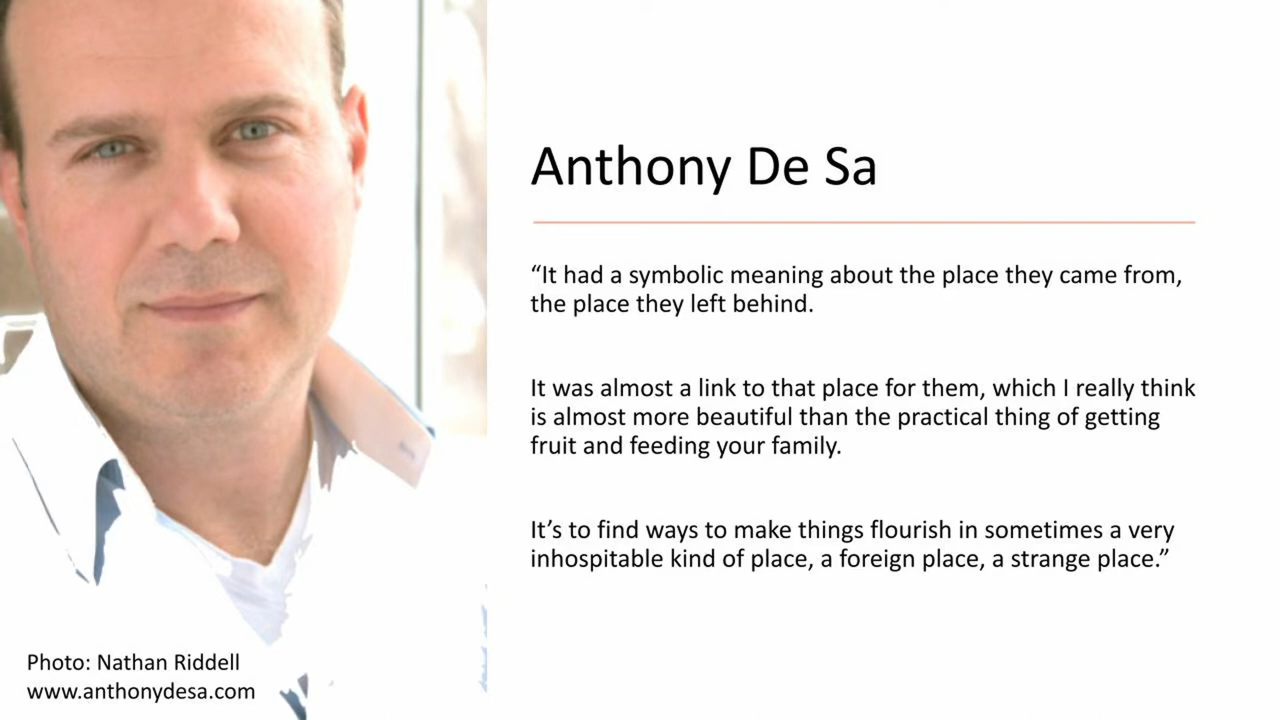 Anthony De Sa
“It had a symbolic meaning about the place they came from,
the place they left behind.
It was almost a link to that place for them, which I really think
is almost more beautiful than the practical thing of getting
fruit and feeding your family.
It’s to find ways to make things flourish in sometimes a very
inhospitable kind of place, a foreign place, a strange place.”
Photo: Nathan Riddell
www.anthonydesa.com